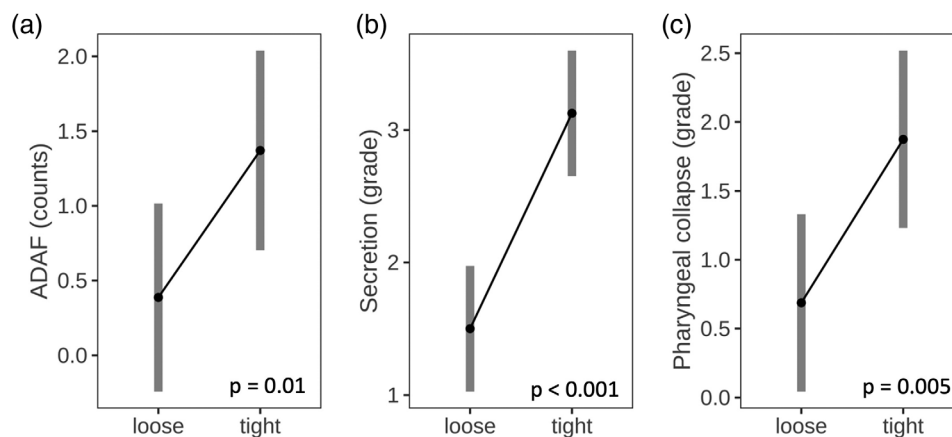 (a)
ADAF (counts)
2.0
1.5
1.0
0.5
0.0
p = 0.01
loose tight
(b)
Secretion (grade)
3
2
1
p < 0.001
loose tight
(c)
Pharyngeal collapse (grade)
2.5
2.0
1.5
1.0
0.5
0.0
p = 0.005
loose tight